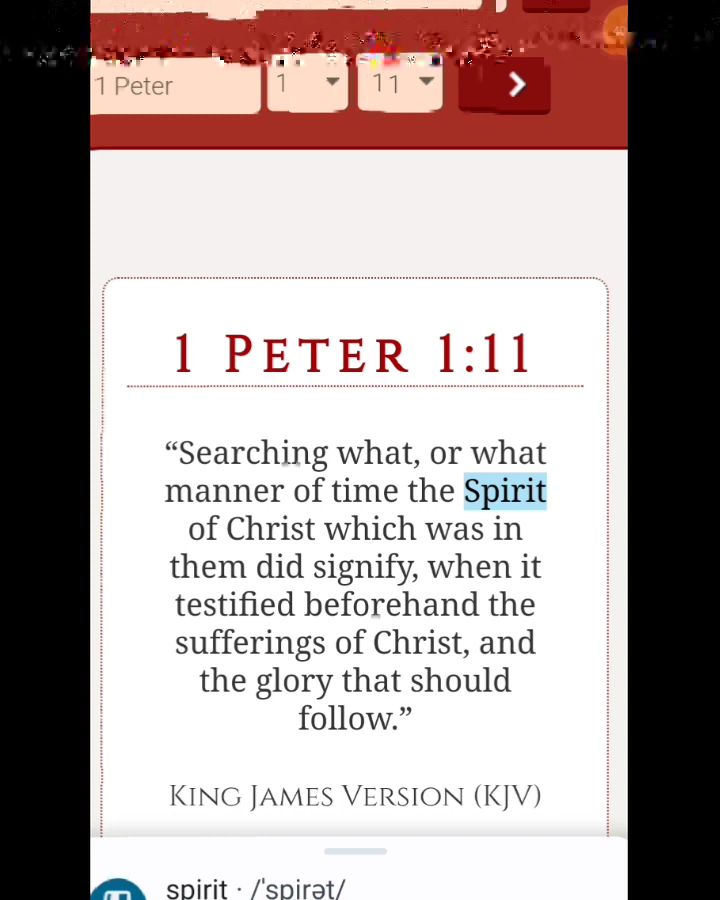 1 Peter 1 11
1 PETER 1:11
“Searching what, or what
manner of time the Spirit
of Christ which was in
them did signify, when it
testified beforehand the
sufferings of Christ, and
the glory that should
follow.”
KING JAMES VERSION (KJV)
spirit · /ˈspirət/